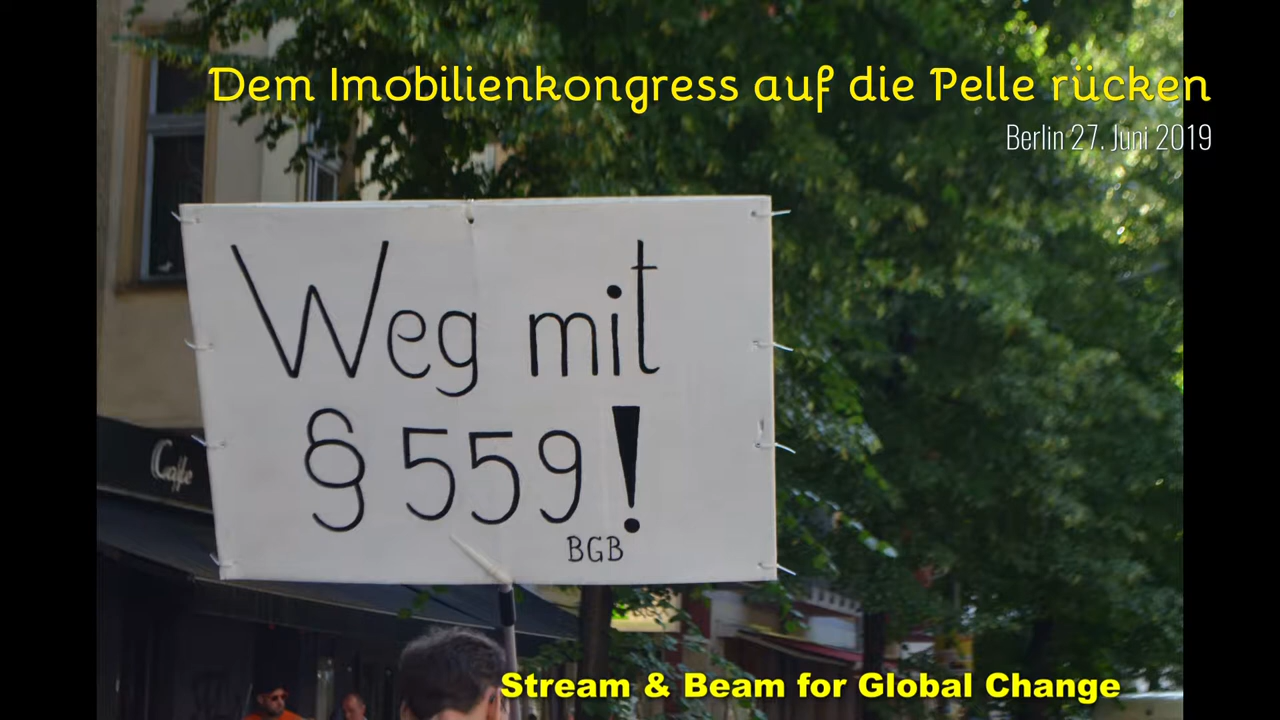 Dem Imobilienkongress auf die Pelle rücken
Berlin 27. Juni 2019
Weg mit
§ 559!
BGB
Caffe
Stream & Beam for Global Change